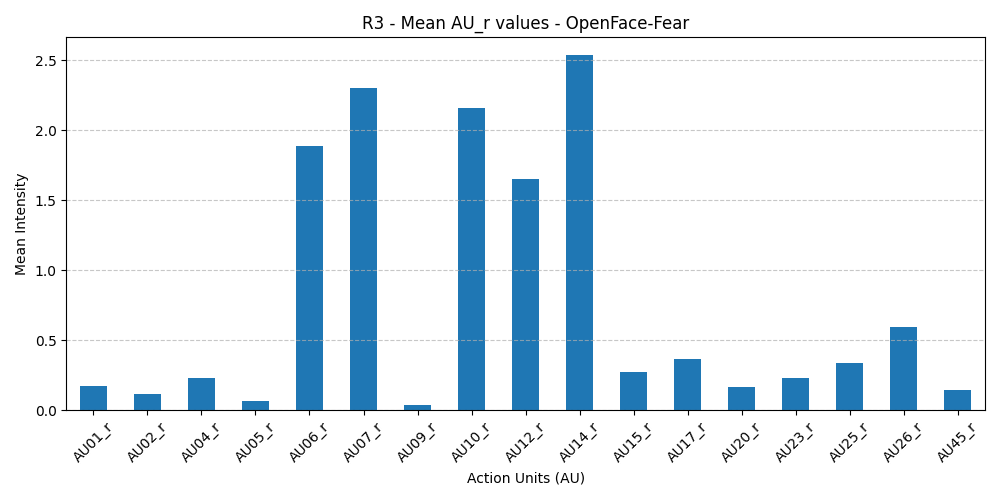 R3 - Mean AU_r values - OpenFace-Fear
Mean Intensity
2.5
2.0
1.5
1.0
0.5
0.0
AU01_r AU02_r AU04_r AU05_r AU06_r AU07_r AU09_r AU10_r AU12_r AU14_r AU15_r AU17_r AU20_r AU23_r AU25_r AU26_r AU45_r
Action Units (AU)